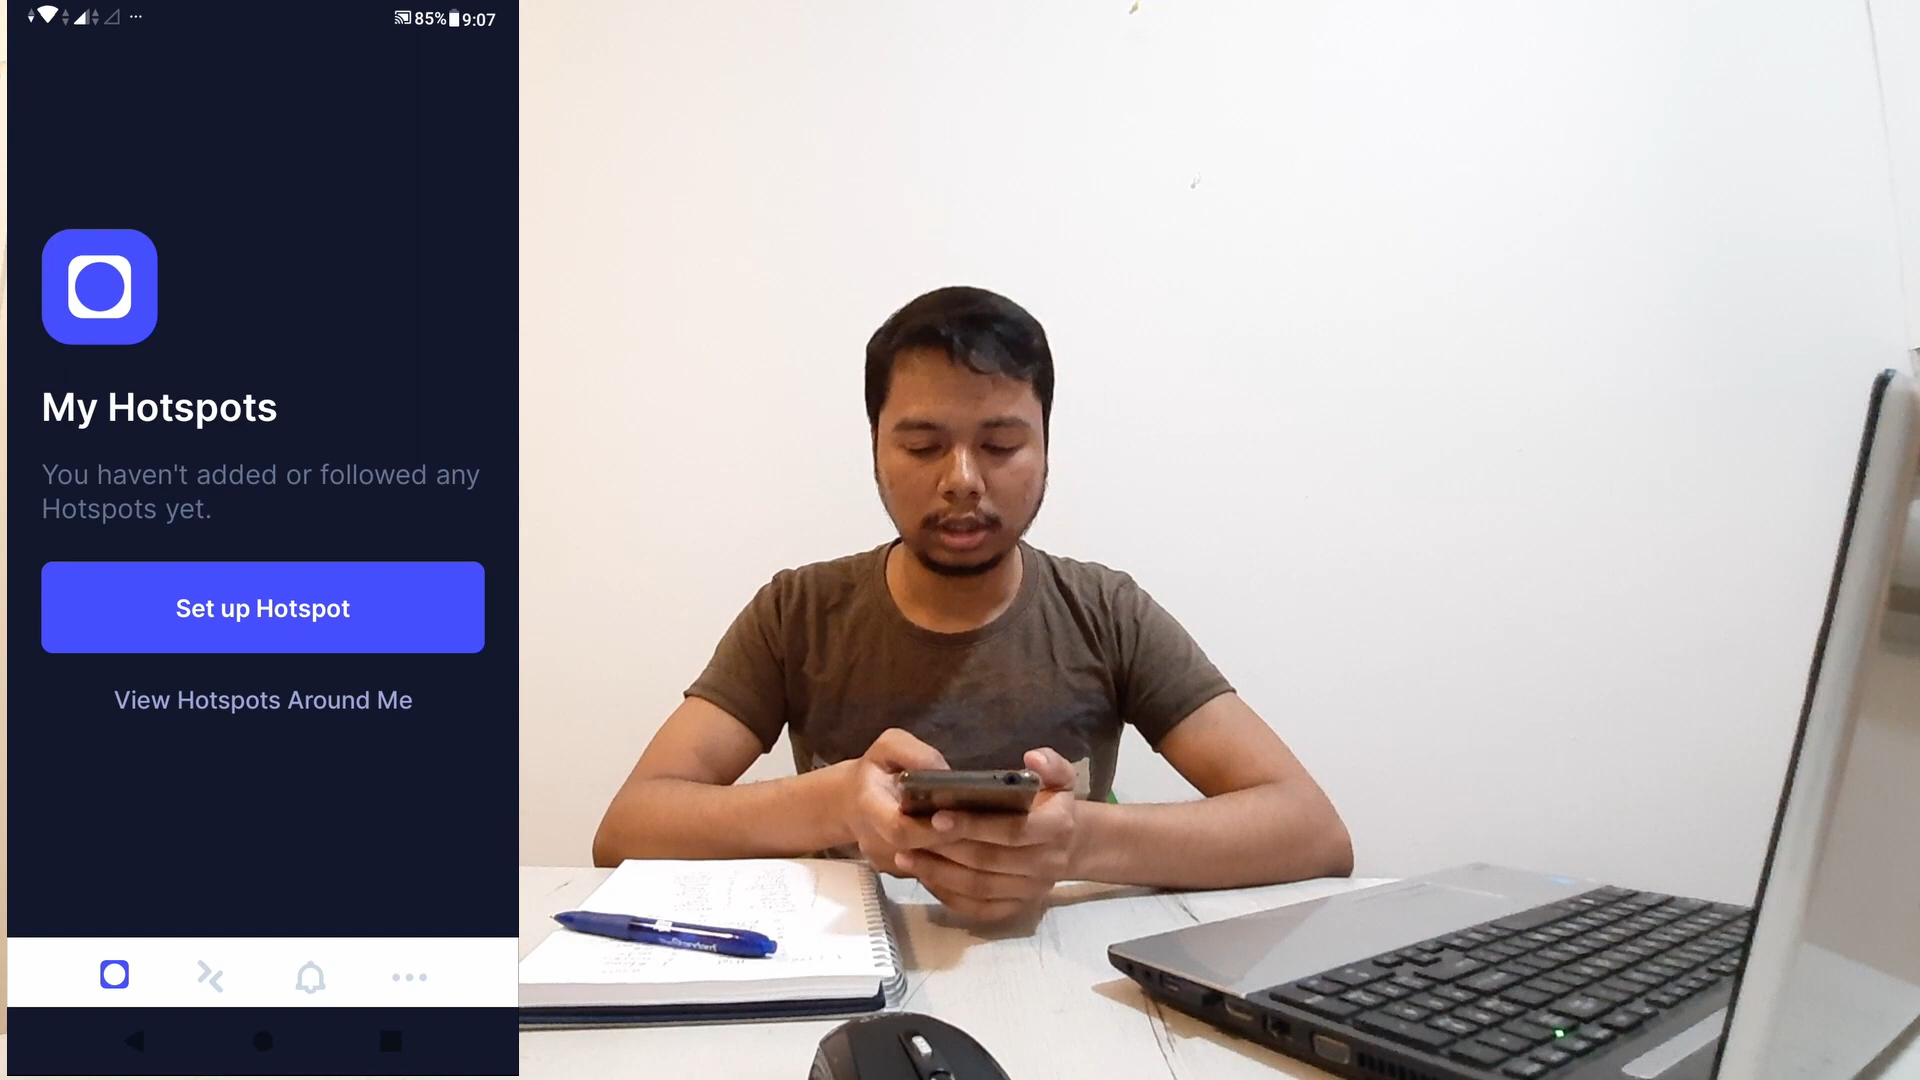 85% 9:07
My Hotspots
You haven't added or followed any
Hotspots yet.
Set up Hotspot
View Hotspots Around Me